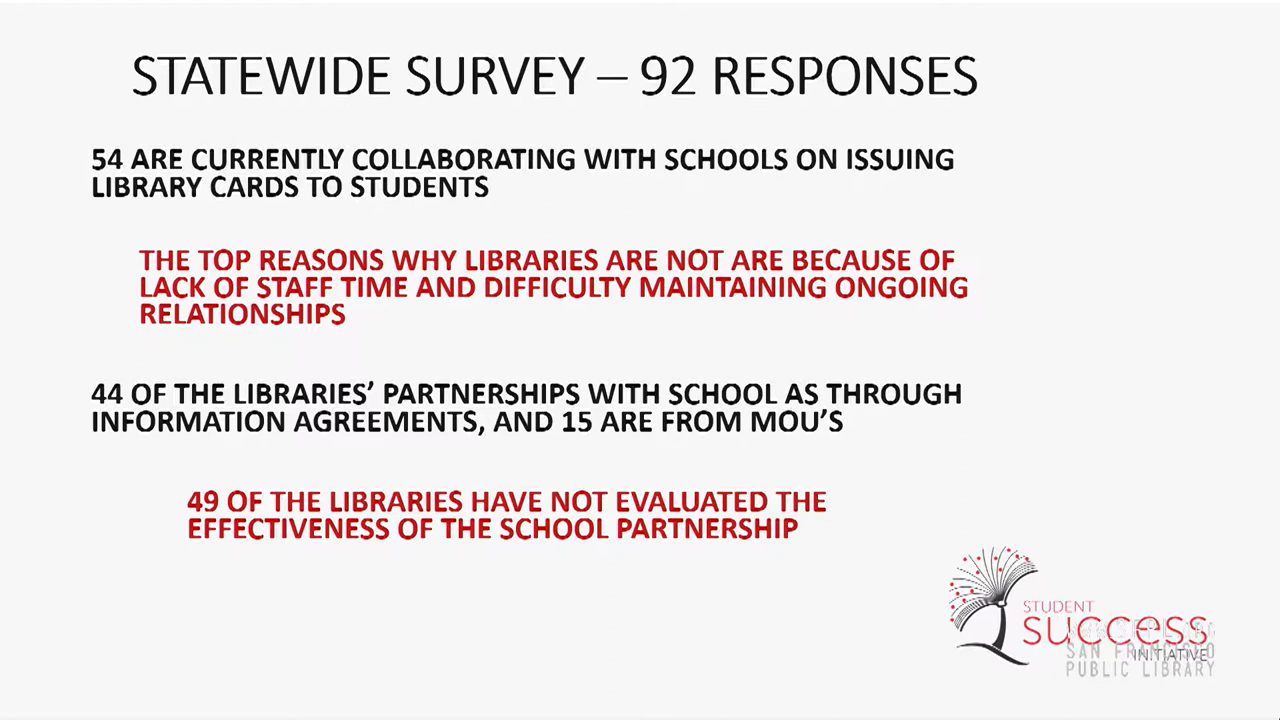 STATEWIDE SURVEY – 92 RESPONSES
54 ARE CURRENTLY COLLABORATING WITH SCHOOLS ON ISSUING
LIBRARY CARDS TO STUDENTS
THE TOP REASONS WHY LIBRARIES ARE NOT ARE BECAUSE OF
LACK OF STAFF TIME AND DIFFICULTY MAINTAINING ONGOING
RELATIONSHIPS
44 OF THE LIBRARIES’ PARTNERSHIPS WITH SCHOOL AS THROUGH
INFORMATION AGREEMENTS, AND 15 ARE FROM MOU’S
49 OF THE LIBRARIES HAVE NOT EVALUATED THE
EFFECTIVENESS OF THE SCHOOL PARTNERSHIP
STUDENT
SUCCESS
INITIATIVE
SAN FRANCISCO
PUBLIC LIBRARY